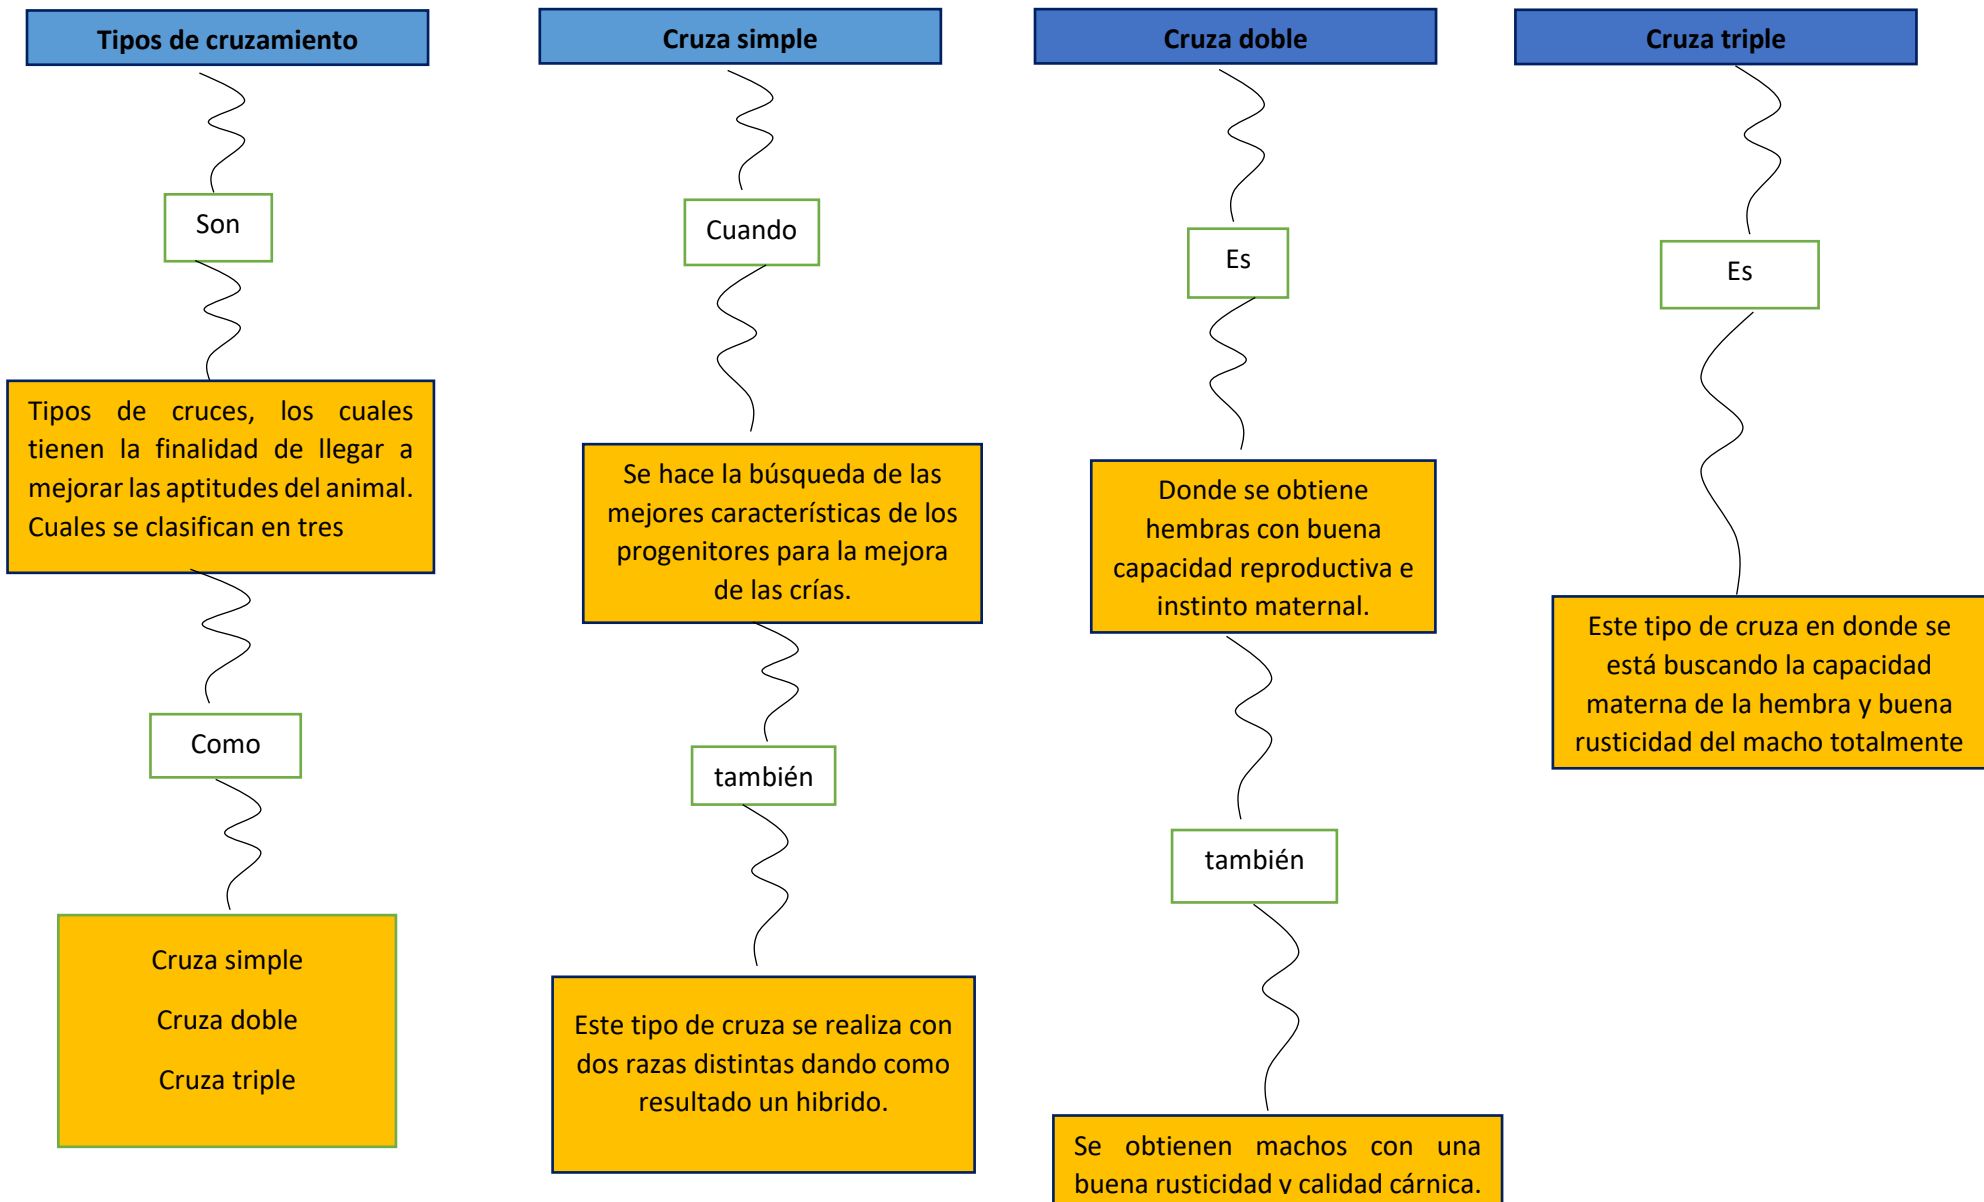 Tipos de cruzamiento
Son
Tipos de cruces, los cuales
tienen la finalidad de llegar a
mejorar las aptitudes del animal.
Cuales se clasifican en tres
Como
Cruza simple
Cruza doble
Cruza triple
Cruza simple
Cuando
Se hace la búsqueda de las
mejores características de los
progenitores para la mejora
de las crías.
también
Este tipo de cruza se realiza con
dos razas distintas dando como
resultado un hibrido.
Cruza doble
Es
Donde se obtiene
hembras con buena
capacidad reproductiva e
instinto maternal.
también
Se obtienen machos con una
buena rusticidad y calidad cárnica.
Cruza triple
Es
Este tipo de cruza en donde se
está buscando la capacidad
materna de la hembra y buena
rusticidad del macho totalmente